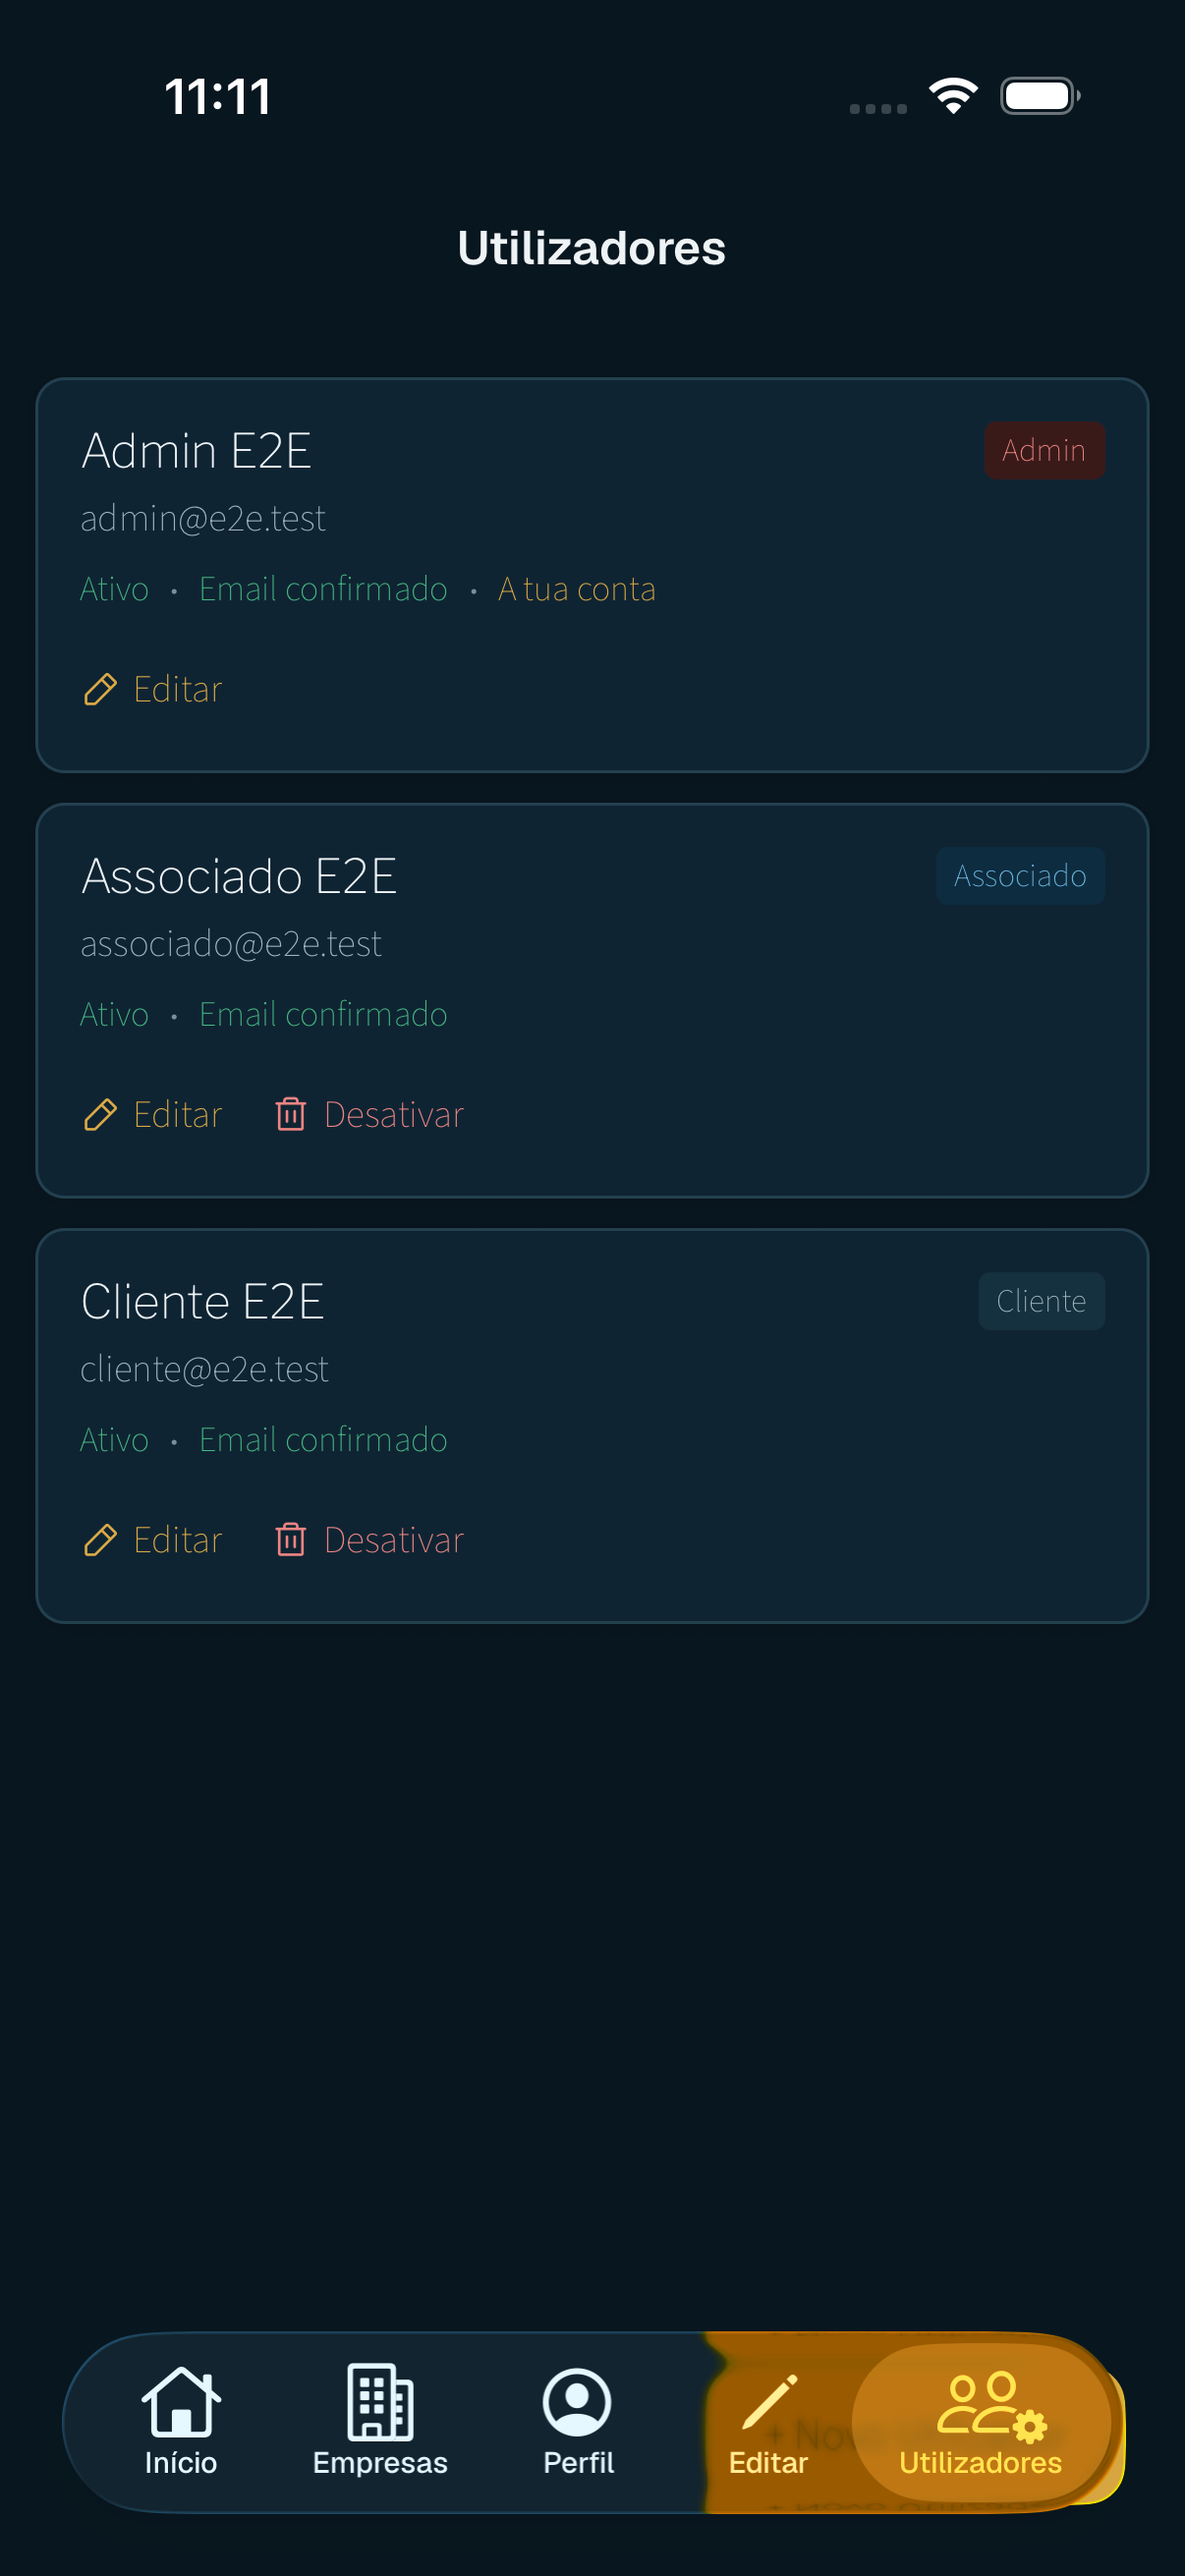 11:11
Utilizadores
Admin E2E
Admin
admin@e2e.test
Ativo • Email confirmado • A tua conta
Editar
Associado E2E
Associado
associado@e2e.test
Ativo • Email confirmado
Editar Desativar
Cliente E2E
Cliente
cliente@e2e.test
Ativo • Email confirmado
Editar Desativar
Início Empresas Perfil Editar Utilizadores